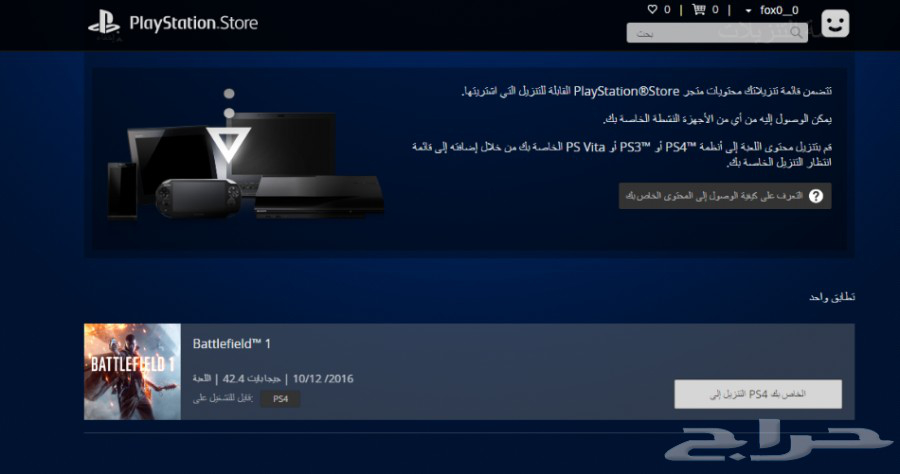 PlayStation.Store
0 | 0 | fox0__0
بحث
تتضمن قائمة تنزيلاتك محتويات متجر PlayStation®Store القابلة للتنزيل التي اشتريتها.
يمكن الوصول إليه من أي من الأجهزة النشطة الخاصة بك.
قم بتنزيل محتوى اللعبة إلى أنظمة PS4™ أو PS3™ أو PS Vita الخاصة بك من خلال إضافته إلى قائمة
انتظار التنزيل الخاصة بك.
التعرف على كيفية الوصول إلى المحتوى الخاص بك
تطابق واحد
BATTLEFIELD 1
Battlefield™ 1
اللعبة | 42.4 جيجابايت | 10/12 /2016
قابل للتشغيل على: PS4
الخاص بك PS4 التنزيل إلى
حراج